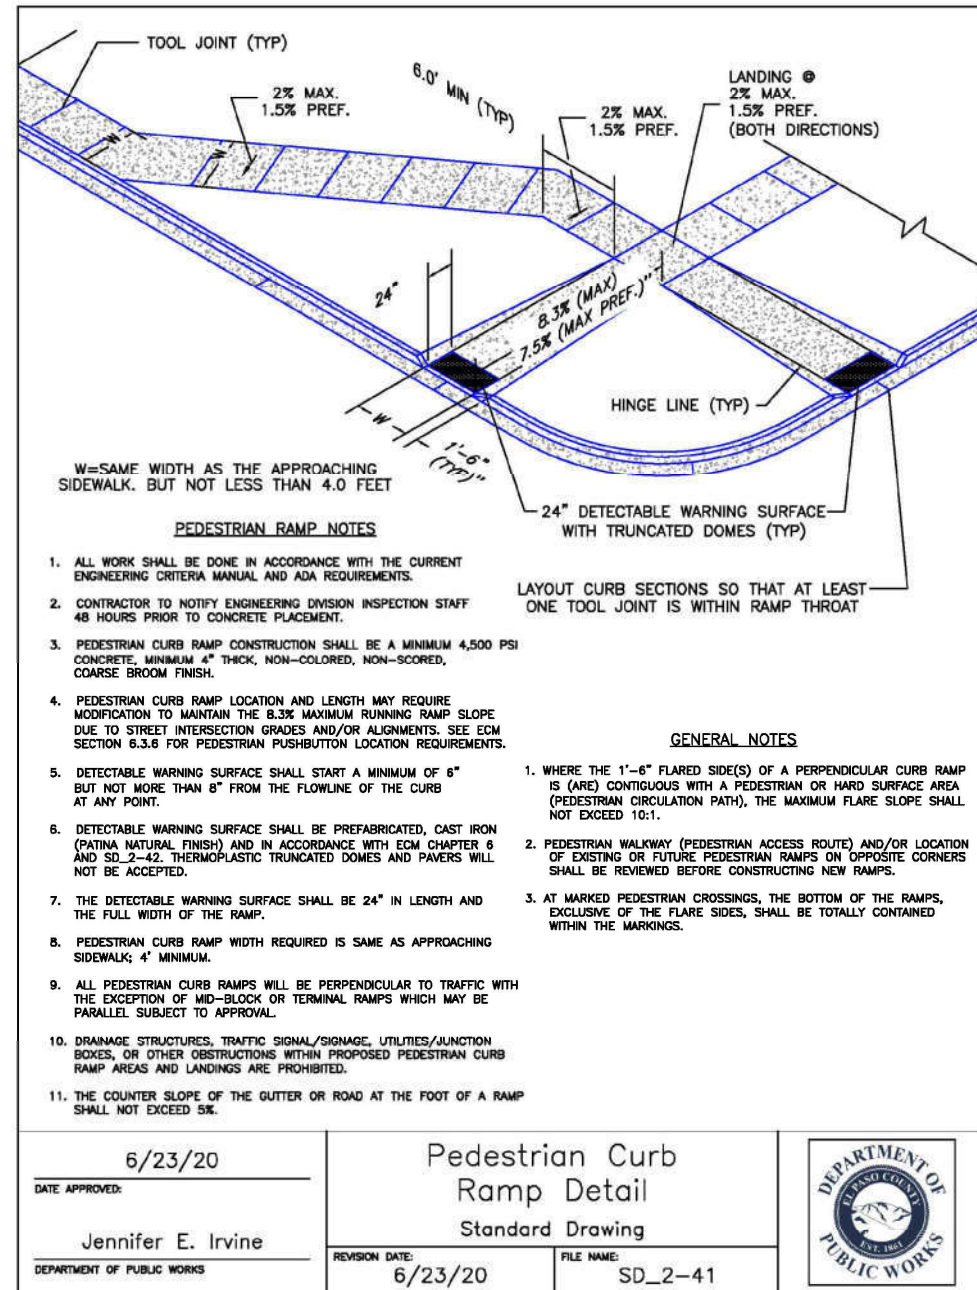 TOOL JOINT (TYP)
2% MAX.
1.5% PREF.
6.0' MIN (TYP)
2% MAX.
1.5% PREF.
LANDING @
2% MAX.
1.5% PREF.
(BOTH DIRECTIONS)
W
W
24"
8.3% (MAX)
7.5% (MAX PREF.)"
HINGE LINE (TYP)
W
1'-6"
(TYP)"
W=SAME WIDTH AS THE APPROACHING
SIDEWALK. BUT NOT LESS THAN 4.0 FEET
24" DETECTABLE WARNING SURFACE
WITH TRUNCATED DOMES (TYP)
LAYOUT CURB SECTIONS SO THAT AT LEAST
ONE TOOL JOINT IS WITHIN RAMP THROAT
PEDESTRIAN RAMP NOTES
1. ALL WORK SHALL BE DONE IN ACCORDANCE WITH THE CURRENT
ENGINEERING CRITERIA MANUAL AND ADA REQUIREMENTS.
2. CONTRACTOR TO NOTIFY ENGINEERING DIVISION INSPECTION STAFF
48 HOURS PRIOR TO CONCRETE PLACEMENT.
3. PEDESTRIAN CURB RAMP CONSTRUCTION SHALL BE A MINIMUM 4,500 PSI
CONCRETE, MINIMUM 4" THICK, NON-COLORED, NON-SCORED,
COARSE BROOM FINISH.
4. PEDESTRIAN CURB RAMP LOCATION AND LENGTH MAY REQUIRE
MODIFICATION TO MAINTAIN THE 8.3% MAXIMUM RUNNING RAMP SLOPE
DUE TO STREET INTERSECTION GRADES AND/OR ALIGNMENTS. SEE ECM
SECTION 6.3.6 FOR PEDESTRIAN PUSHBUTTON LOCATION REQUIREMENTS.
5. DETECTABLE WARNING SURFACE SHALL START A MINIMUM OF 6"
BUT NOT MORE THAN 8" FROM THE FLOWLINE OF THE CURB
AT ANY POINT.
6. DETECTABLE WARNING SURFACE SHALL BE PREFABRICATED, CAST IRON
(PATINA NATURAL FINISH) AND IN ACCORDANCE WITH ECM CHAPTER 6
AND SD_2-42. THERMOPLASTIC TRUNCATED DOMES AND PAVERS WILL
NOT BE ACCEPTED.
7. THE DETECTABLE WARNING SURFACE SHALL BE 24" IN LENGTH AND
THE FULL WIDTH OF THE RAMP.
8. PEDESTRIAN CURB RAMP WIDTH REQUIRED IS SAME AS APPROACHING
SIDEWALK; 4' MINIMUM.
9. ALL PEDESTRIAN CURB RAMPS WILL BE PERPENDICULAR TO TRAFFIC WITH
THE EXCEPTION OF MID-BLOCK OR TERMINAL RAMPS WHICH MAY BE
PARALLEL SUBJECT TO APPROVAL.
10. DRAINAGE STRUCTURES, TRAFFIC SIGNAL/SIGNAGE, UTILITIES/JUNCTION
BOXES, OR OTHER OBSTRUCTIONS WITHIN PROPOSED PEDESTRIAN CURB
RAMP AREAS AND LANDINGS ARE PROHIBITED.
11. THE COUNTER SLOPE OF THE GUTTER OR ROAD AT THE FOOT OF A RAMP
SHALL NOT EXCEED 5%.
GENERAL NOTES
1. WHERE THE 1'-6" FLARED SIDE(S) OF A PERPENDICULAR CURB RAMP
IS (ARE) CONTIGUOUS WITH A PEDESTRIAN OR HARD SURFACE AREA
(PEDESTRIAN CIRCULATION PATH), THE MAXIMUM FLARE SLOPE SHALL
NOT EXCEED 10:1.
2. PEDESTRIAN WALKWAY (PEDESTRIAN ACCESS ROUTE) AND/OR LOCATION
OF EXISTING OR FUTURE PEDESTRIAN RAMPS ON OPPOSITE CORNERS
SHALL BE REVIEWED BEFORE CONSTRUCTING NEW RAMPS.
3. AT MARKED PEDESTRIAN CROSSINGS, THE BOTTOM OF THE RAMPS,
EXCLUSIVE OF THE FLARE SIDES, SHALL BE TOTALLY CONTAINED
WITHIN THE MARKINGS.
6/23/20
DATE APPROVED:
Jennifer E. Irvine
DEPARTMENT OF PUBLIC WORKS
Pedestrian Curb
Ramp Detail
Standard Drawing
REVISION DATE:
6/23/20
FILE NAME:
SD_2-41
DEPARTMENT OF
EL PASO COUNTY
EST. 1861
PUBLIC WORKS